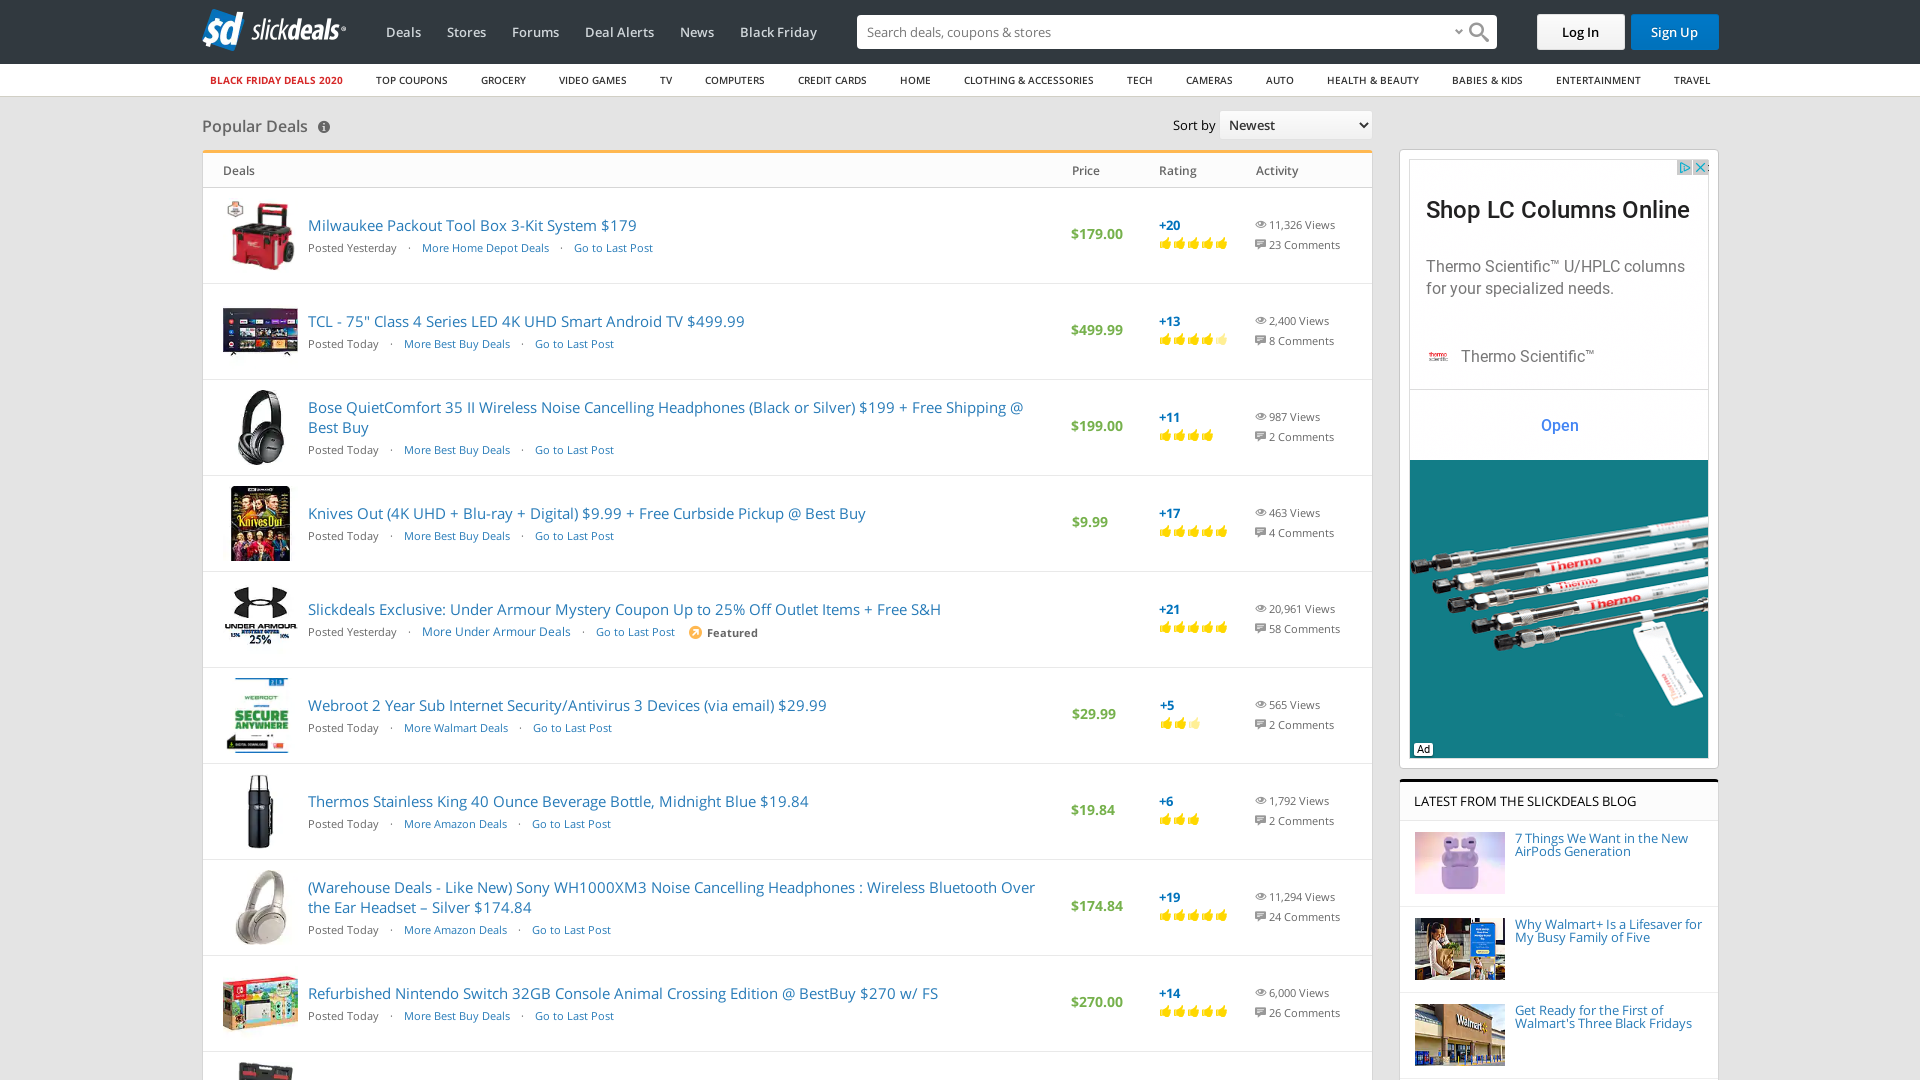 slickdeals
Deals
Stores
Forums
Deal Alerts
News
Black Friday
Search deals, coupons & stores
Log In
Sign Up
BLACK FRIDAY DEALS 2020
TOP COUPONS
GROCERY
VIDEO GAMES
TV
COMPUTERS
CREDIT CARDS
HOME
CLOTHING & ACCESSORIES
TECH
CAMERAS
AUTO
HEALTH & BEAUTY
BABIES & KIDS
ENTERTAINMENT
TRAVEL
Popular Deals
Sort by Newest
Deals Price Rating Activity
Milwaukee Packout Tool Box 3-Kit System $179
Posted Yesterday · More Home Depot Deals · Go to Last Post
$179.00
+20
11,326 Views
23 Comments
TCL - 75" Class 4 Series LED 4K UHD Smart Android TV $499.99
Posted Today · More Best Buy Deals · Go to Last Post
$499.99
+13
2,400 Views
8 Comments
Bose QuietComfort 35 II Wireless Noise Cancelling Headphones (Black or Silver) $199 + Free Shipping @
Best Buy
Posted Today · More Best Buy Deals · Go to Last Post
$199.00
+11
987 Views
2 Comments
Knives Out
Knives Out (4K UHD + Blu-ray + Digital) $9.99 + Free Curbside Pickup @ Best Buy
Posted Today · More Best Buy Deals · Go to Last Post
$9.99
+17
463 Views
4 Comments
UNDER ARMOUR
MYSTERY OFFER
15% 25% 10%
Slickdeals Exclusive: Under Armour Mystery Coupon Up to 25% Off Outlet Items + Free S&H
Posted Yesterday · More Under Armour Deals · Go to Last Post Featured
+21
20,961 Views
58 Comments
WEBROOT
SECURE
ANYWHERE
Webroot 2 Year Sub Internet Security/Antivirus 3 Devices (via email) $29.99
Posted Today · More Walmart Deals · Go to Last Post
$29.99
+5
565 Views
2 Comments
Thermos Stainless King 40 Ounce Beverage Bottle, Midnight Blue $19.84
Posted Today · More Amazon Deals · Go to Last Post
$19.84
+6
1,792 Views
2 Comments
(Warehouse Deals - Like New) Sony WH1000XM3 Noise Cancelling Headphones : Wireless Bluetooth Over
the Ear Headset – Silver $174.84
Posted Today · More Amazon Deals · Go to Last Post
$174.84
+19
11,294 Views
24 Comments
Refurbished Nintendo Switch 32GB Console Animal Crossing Edition @ BestBuy $270 w/ FS
Posted Today · More Best Buy Deals · Go to Last Post
$270.00
+14
6,000 Views
26 Comments
Shop LC Columns Online
Thermo Scientific™ U/HPLC columns
for your specialized needs.
thermo
scientific
Thermo Scientific™
Open
Thermo
Thermo
Thermo
Ad
LATEST FROM THE SLICKDEALS BLOG
7 Things We Want in the New
AirPods Generation
Why Walmart+ Is a Lifesaver for
My Busy Family of Five
Walmart
Get Ready for the First of
Walmart's Three Black Fridays